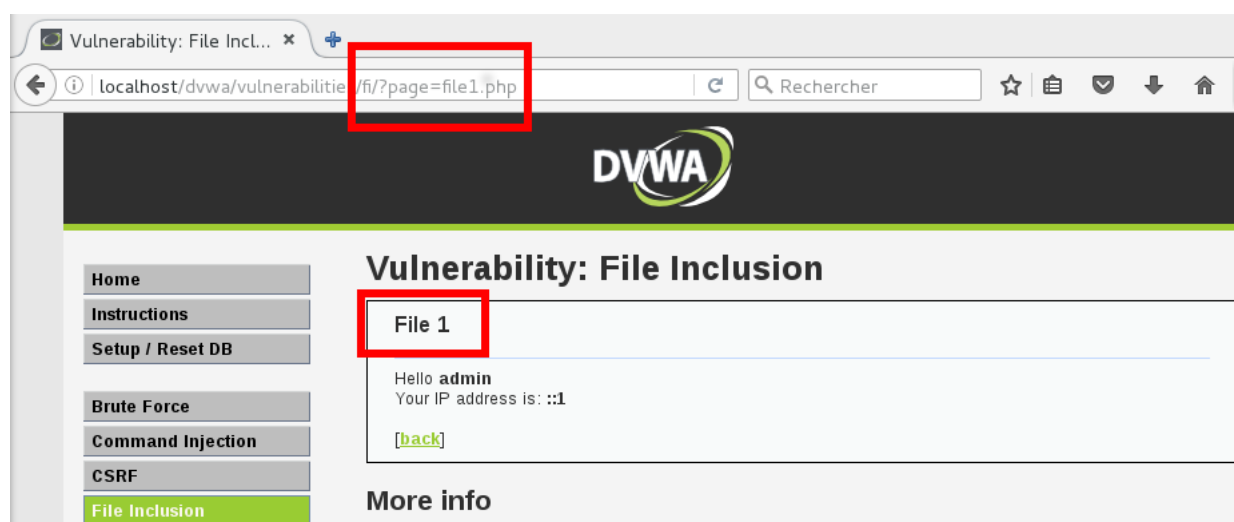 Vulnerability: File Incl...
localhost/dvwa/vulnerabilitie/fi/?page=file1.php
Rechercher
DVWA
Home
Instructions
Setup / Reset DB
Brute Force
Command Injection
CSRF
File Inclusion
Vulnerability: File Inclusion
File 1
Hello admin
Your IP address is: ::1
[back]
More info